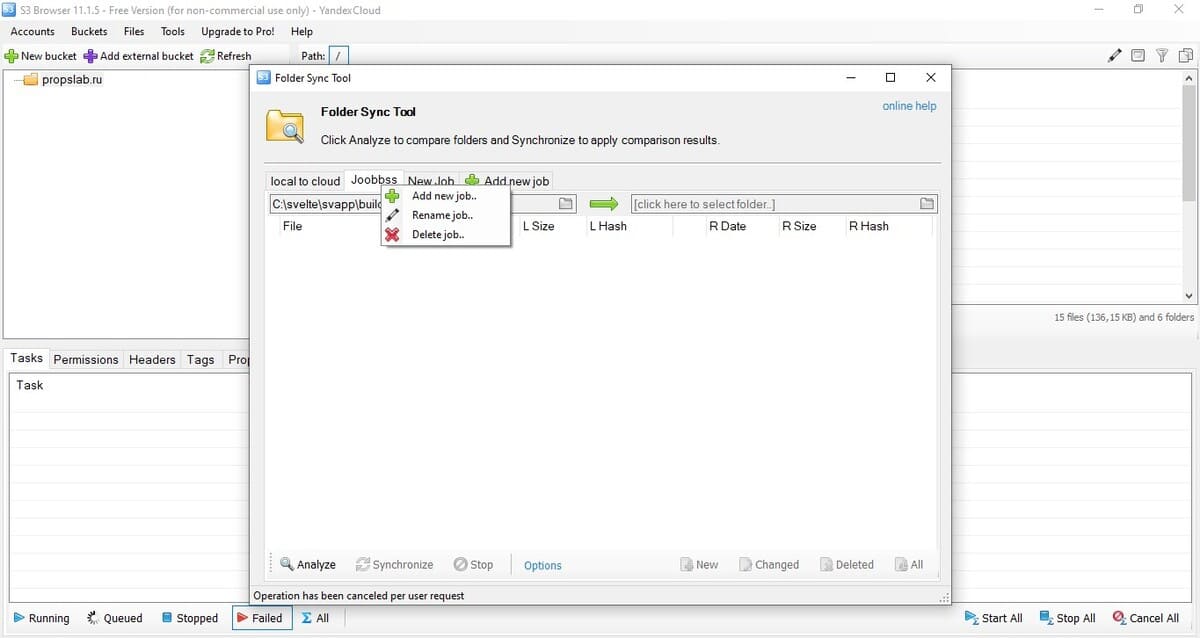 S3 Browser 11.1.5 - Free Version (for non-commercial use only) - YandexCloud
Accounts Buckets Files Tools Upgrade to Pro! Help
New bucket Add external bucket Refresh Path: /
propslab.ru
Folder Sync Tool
Folder Sync Tool
online help
Click Analyze to compare folders and Synchronize to apply comparison results.
local to cloud Joobbss New Job Add new job
C:\svelte\svapp\build [click here to select folder..]
Add new job..
Rename job..
Delete job..
File L Size L Hash R Date R Size R Hash
15 files (136,15 KB) and 6 folders
Tasks Permissions Headers Tags Prop
Task
Analyze Synchronize Stop Options New Changed Deleted All
Operation has been canceled per user request
Running Queued Stopped Failed All Start All Stop All Cancel All